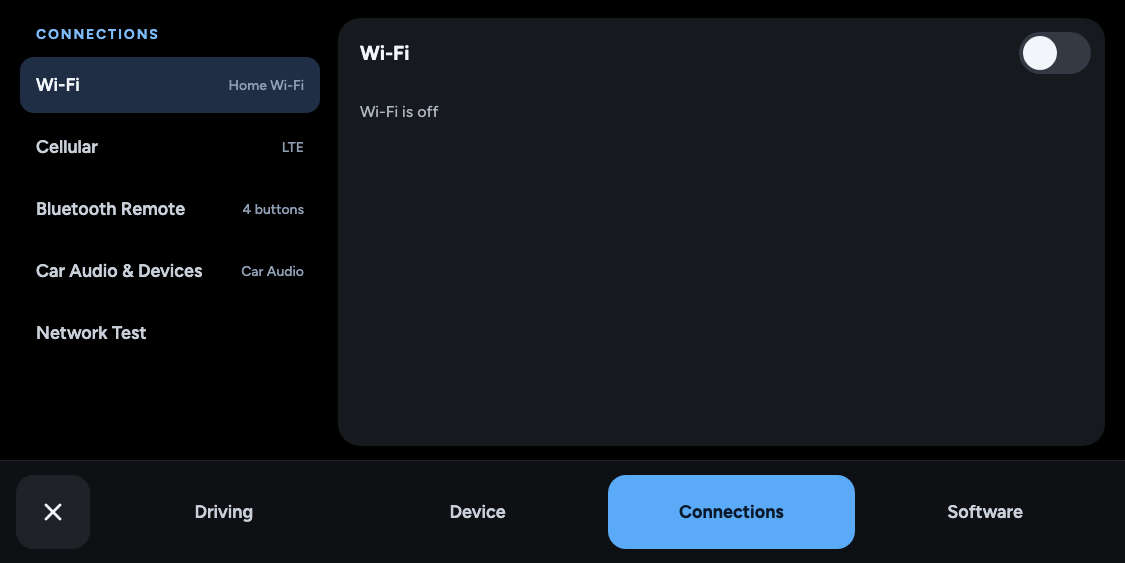 CONNECTIONS
Wi-Fi Home Wi-Fi
Cellular LTE
Bluetooth Remote 4 buttons
Car Audio & Devices Car Audio
Network Test
Wi-Fi
Wi-Fi is off
Driving Device Connections Software